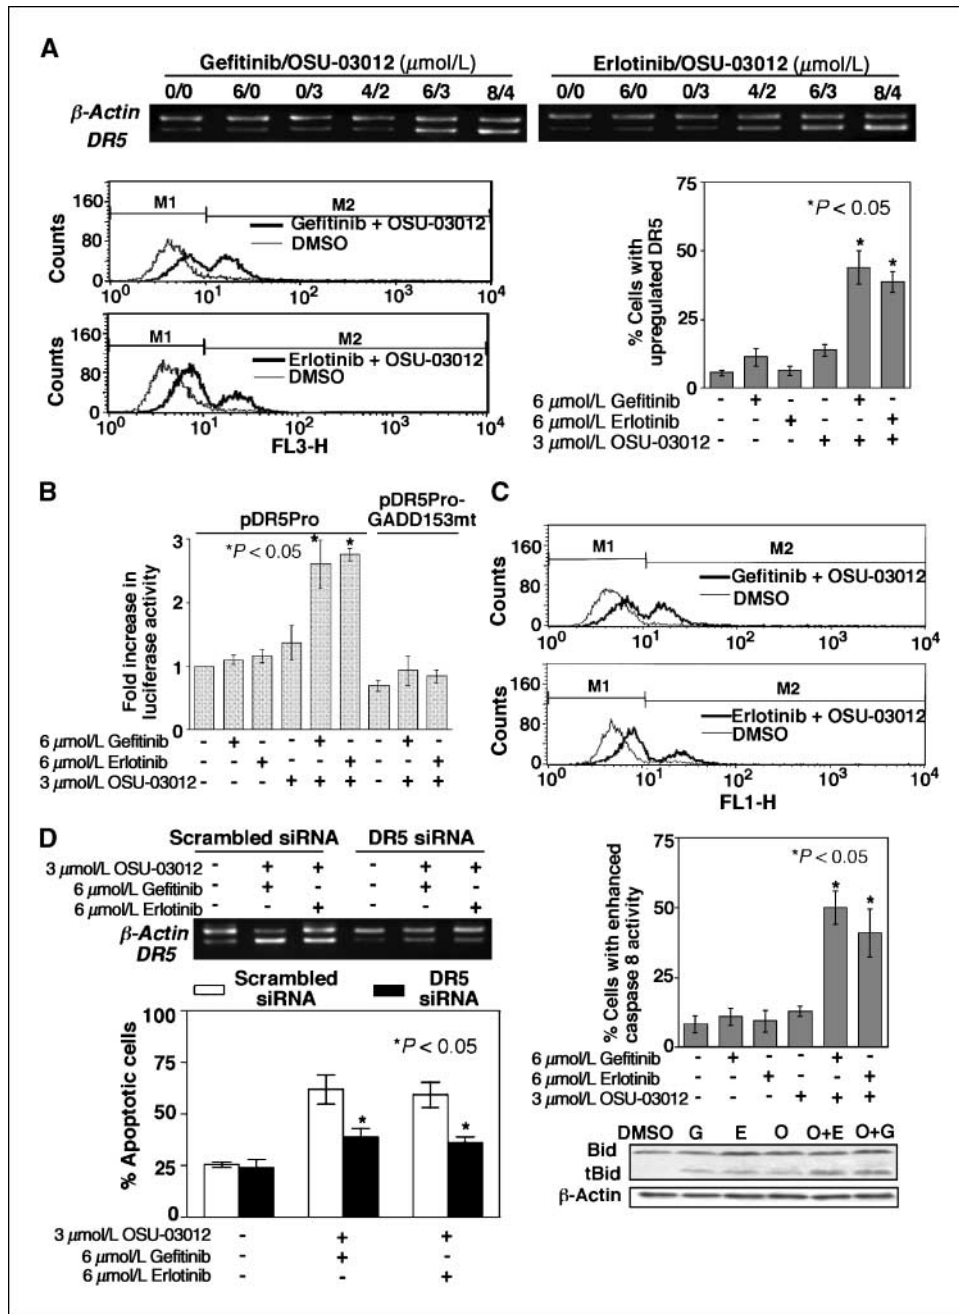 A
Gefitinib/OSU-03012 (μmol/L)
Erlotinib/OSU-03012 (μmol/L)
0/0 6/0 0/3 4/2 6/3 8/4
0/0 6/0 0/3 4/2 6/3 8/4
β-Actin
DR5
160
80
0
Counts
M1
M2
Gefitinib + OSU-03012
DMSO
10^0 10^1 10^2 10^3 10^4
160
80
0
Counts
M1
M2
Erlotinib + OSU-03012
DMSO
10^0 10^1 10^2 10^3 10^4
FL3-H
75
50
25
0
% Cells with upregulated DR5
*P < 0.05
* *
6 μmol/L Gefitinib - + - - + -
6 μmol/L Erlotinib - - + - - +
3 μmol/L OSU-03012 - - - + + +
B
pDR5Pro
pDR5Pro-
GADD153mt
*P < 0.05
* *
3
2
1
0
Fold increase in luciferase activity
6 μmol/L Gefitinib - + - - + - - + -
6 μmol/L Erlotinib - - + - - + - - +
3 μmol/L OSU-03012 - - - + + + - + +
C
160
80
0
Counts
M1
M2
Gefitinib + OSU-03012
DMSO
10^0 10^1 10^2 10^3 10^4
160
80
0
Counts
M1
M2
Erlotinib + OSU-03012
DMSO
10^0 10^1 10^2 10^3 10^4
FL1-H
75
50
25
0
% Cells with enhanced caspase 8 activity
*P < 0.05
* *
6 μmol/L Gefitinib - + - - + -
6 μmol/L Erlotinib - - + - - +
3 μmol/L OSU-03012 - - - + + +
DMSO G E O O+E O+G
Bid
tBid
β-Actin
D
Scrambled siRNA DR5 siRNA
3 μmol/L OSU-03012 - + + - + +
6 μmol/L Gefitinib - + - - + -
6 μmol/L Erlotinib - - + - - +
β-Actin
DR5
Scrambled siRNA
DR5 siRNA
100
75
50
25
0
% Apoptotic cells
*P < 0.05
* *
3 μmol/L OSU-03012 - + +
6 μmol/L Gefitinib - + -
6 μmol/L Erlotinib - - +